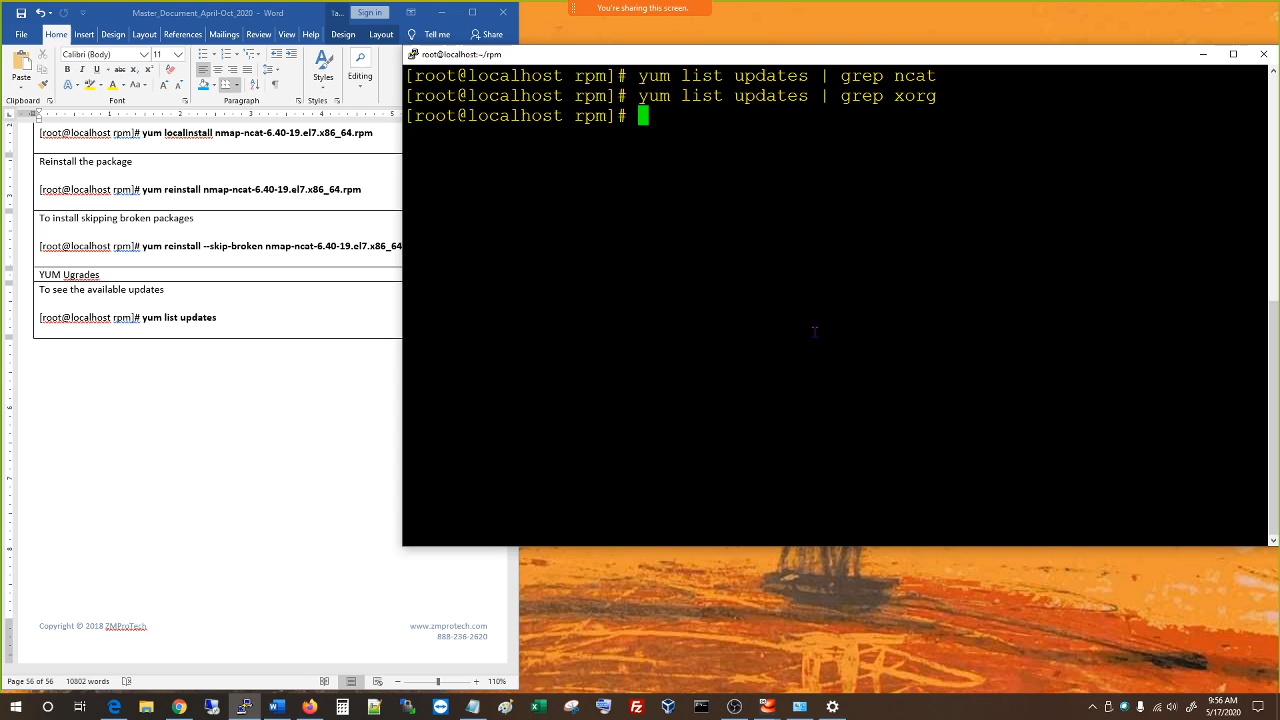 You're sharing this screen.
Master_Document_April-Oct_2020 - Word
Ta...
Sign in
File
Home
Insert
Design
Layout
References
Mailings
Review
View
Help
Design
Layout
Tell me
Share
Paste
Calibri (Body)
11
Styles
Editing
Clipboard
Font
Paragraph
Styles
[root@localhost rpm]# yum localinstall nmap-ncat-6.40-19.el7.x86_64.rpm
Reinstall the package
[root@localhost rpm]# yum reinstall nmap-ncat-6.40-19.el7.x86_64.rpm
To install skipping broken packages
[root@localhost rpm]# yum reinstall --skip-broken nmap-ncat-6.40-19.el7.x86_64
YUM Ugrades
To see the available updates
[root@localhost rpm]# yum list updates
Copyright © 2018 ZMProTech
www.zmprotech.com
888-236-2620
Page 56 of 56
10802 words
110%
root@localhost:~/rpm
[root@localhost rpm]# yum list updates | grep ncat
[root@localhost rpm]# yum list updates | grep xorg
[root@localhost rpm]#
9:56 AM
5/17/2020